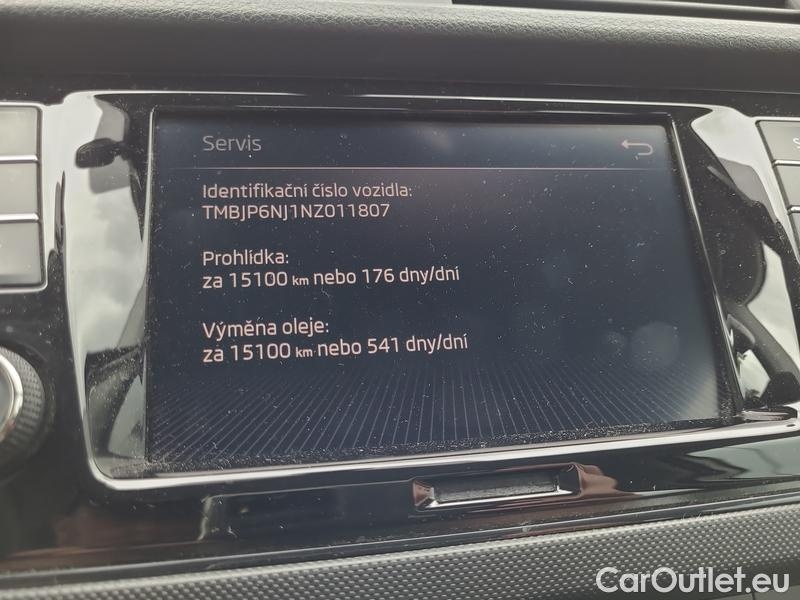 Servis
Identifikační číslo vozidla:
TMBJP6NJ1NZ011807
Prohlídka:
za 15100 km nebo 176 dny/dní
Výměna oleje:
za 15100 km nebo 541 dny/dní
CarOutlet.eu